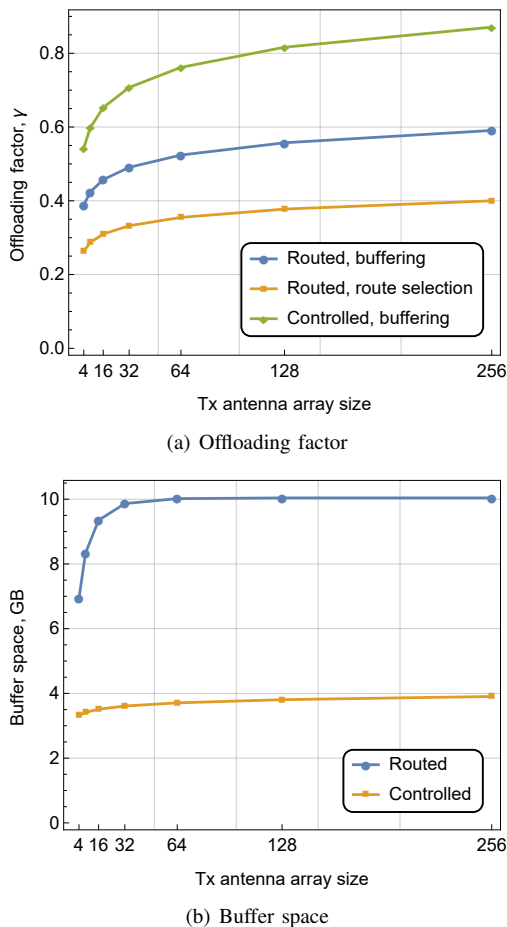 0.8
0.6
0.4
0.2
0.0
Offloading factor, γ
Routed, buffering
Routed, route selection
Controlled, buffering
4 16 32 64 128 256
Tx antenna array size
(a) Offloading factor
10
8
6
4
2
0
Buffer space, GB
Routed
Controlled
4 16 32 64 128 256
Tx antenna array size
(b) Buffer space